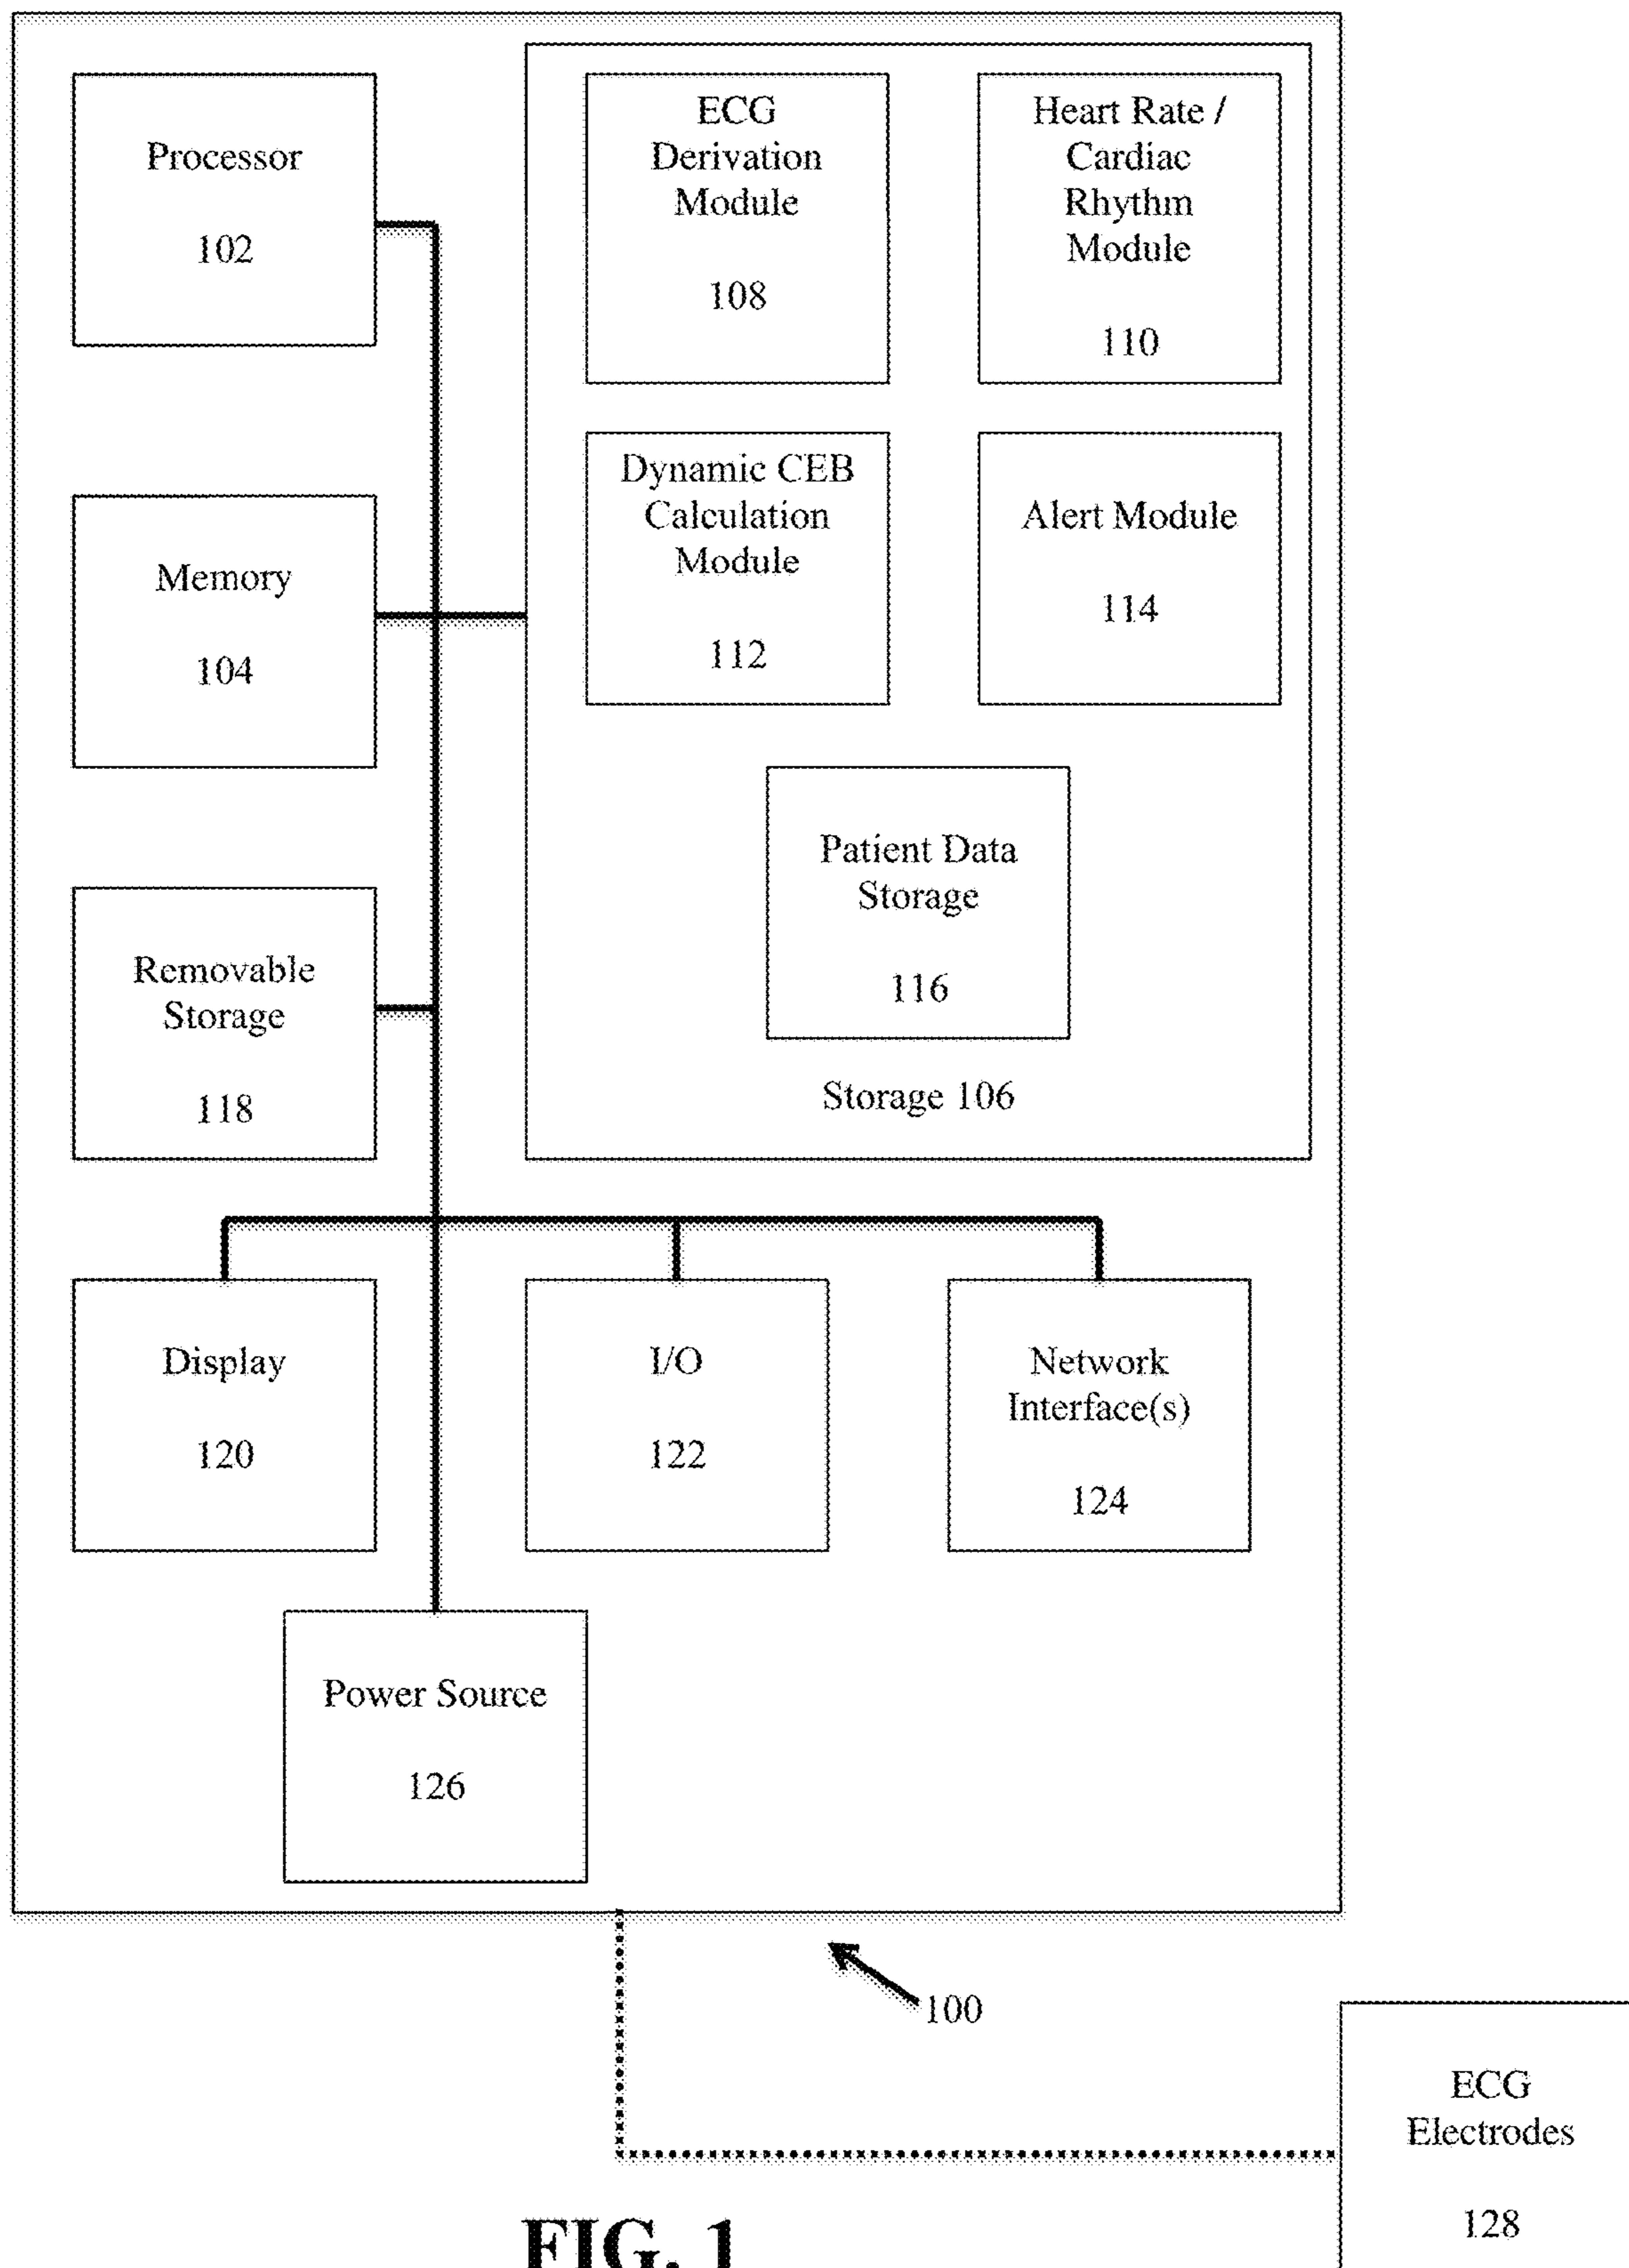 Processor
102
ECG
Derivation
Module
108
Heart Rate /
Cardiac
Rhythm
Module
110
Memory
104
Dynamic CEB
Calculation
Module
112
Alert Module
114
Patient Data
Storage
116
Storage 106
Removable
Storage
118
Display
120
I/O
122
Network
Interface(s)
124
Power Source
126
100
ECG
Electrodes
128
FIG. 1